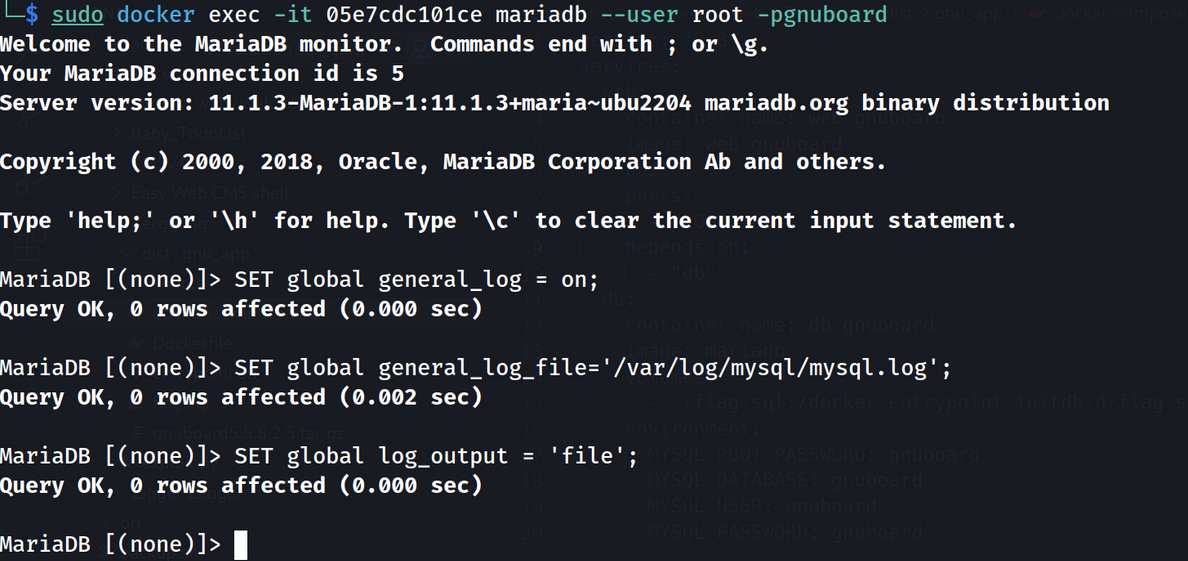 └─$ sudo docker exec -it 05e7cdc101ce mariadb --user root -pgnuboard
Welcome to the MariaDB monitor.  Commands end with ; or \g.
Your MariaDB connection id is 5
Server version: 11.1.3-MariaDB-1:11.1.3+maria~ubu2204 mariadb.org binary distribution
Copyright (c) 2000, 2018, Oracle, MariaDB Corporation Ab and others.
Type 'help;' or '\h' for help. Type '\c' to clear the current input statement.
MariaDB [(none)]> SET global general_log = on;
Query OK, 0 rows affected (0.000 sec)
MariaDB [(none)]> SET global general_log_file='/var/log/mysql/mysql.log';
Query OK, 0 rows affected (0.002 sec)
MariaDB [(none)]> SET global log_output = 'file';
Query OK, 0 rows affected (0.000 sec)
MariaDB [(none)]>